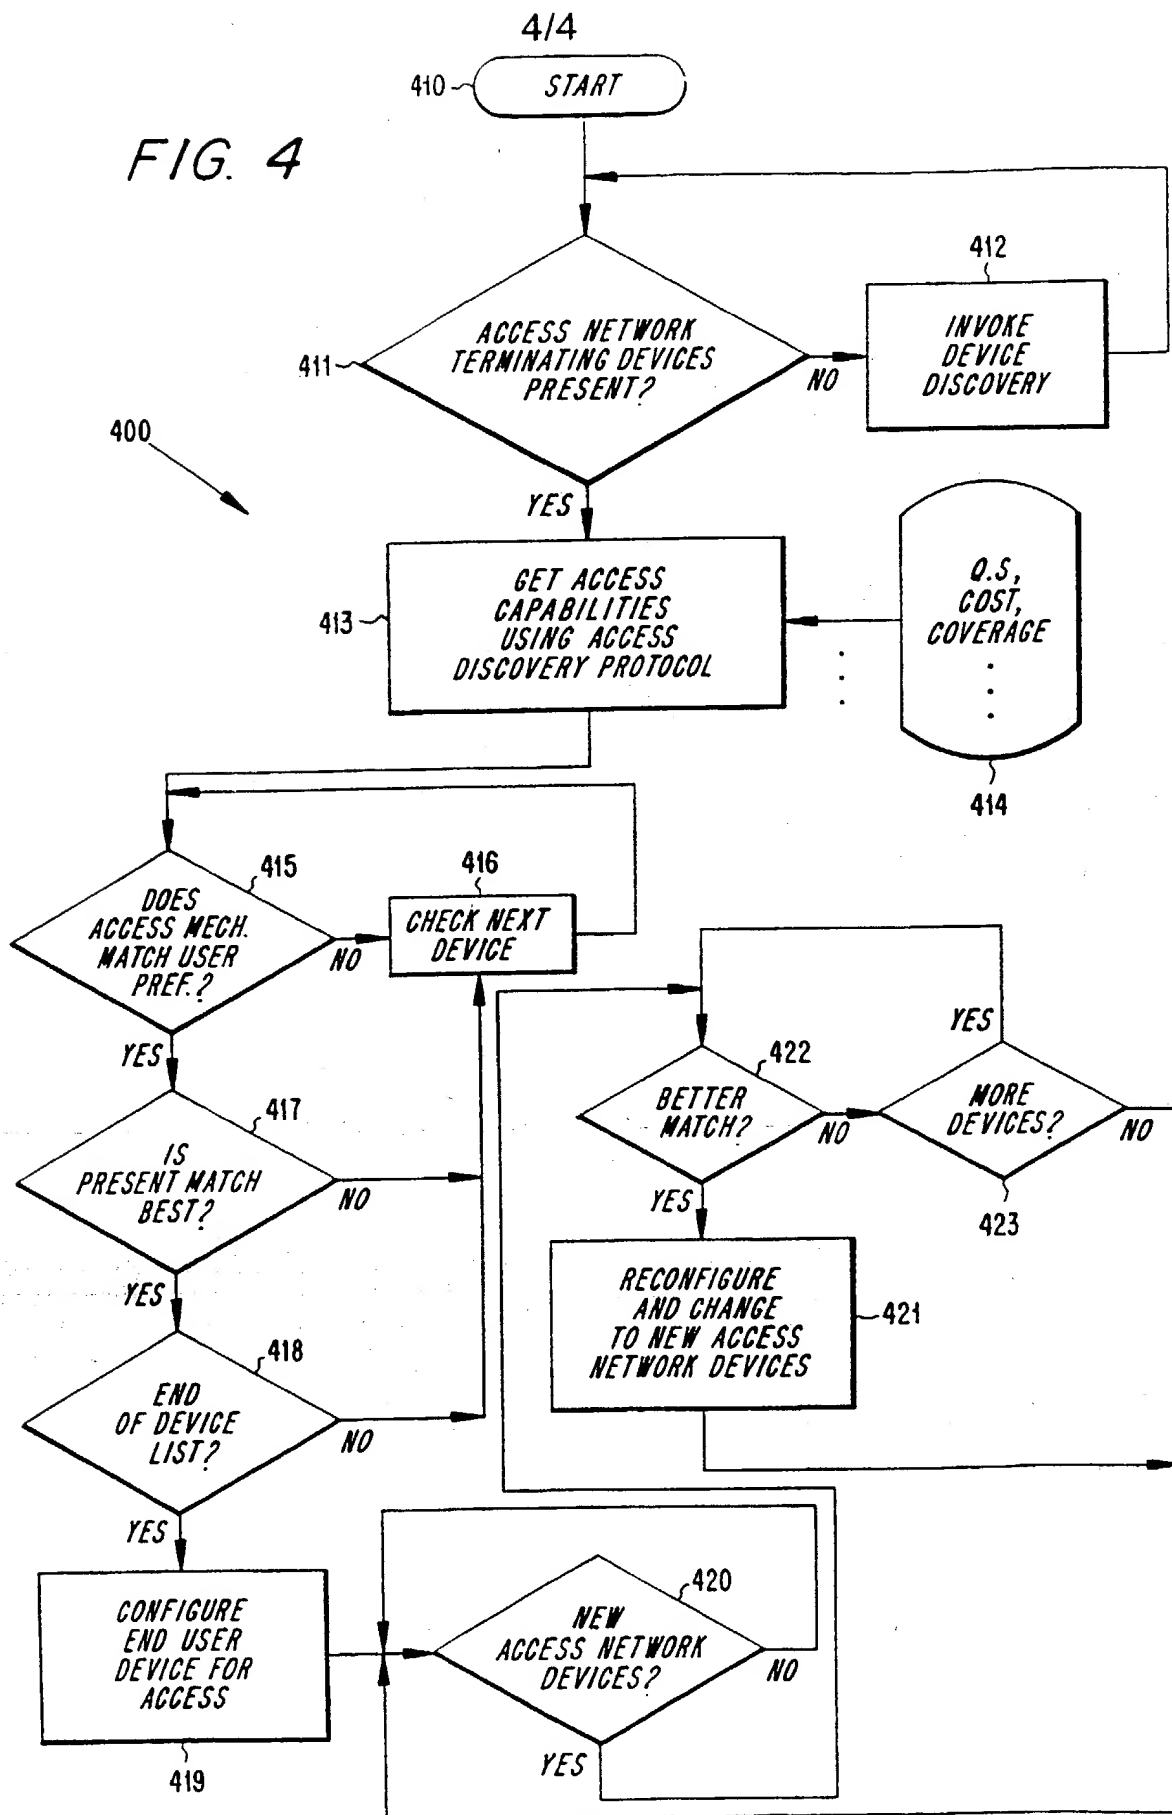 4/4
410
START
FIG. 4
412
411
ACCESS NETWORK
TERMINATING DEVICES
PRESENT?
NO
INVOKE
DEVICE
DISCOVERY
400
YES
413
GET ACCESS
CAPABILITIES
USING ACCESS
DISCOVERY PROTOCOL
Q.S,
COST,
COVERAGE
414
415
DOES
ACCESS MECH.
MATCH USER
PREF.?
NO
416
CHECK NEXT
DEVICE
YES
417
IS
PRESENT MATCH
BEST?
NO
YES
418
END
OF DEVICE
LIST?
NO
YES
CONFIGURE
END USER
DEVICE FOR
ACCESS
419
420
NEW
ACCESS NETWORK
DEVICES?
NO
YES
422
BETTER
MATCH?
NO
YES
MORE
DEVICES?
YES
NO
423
RECONFIGURE
AND CHANGE
TO NEW ACCESS
NETWORK DEVICES
421